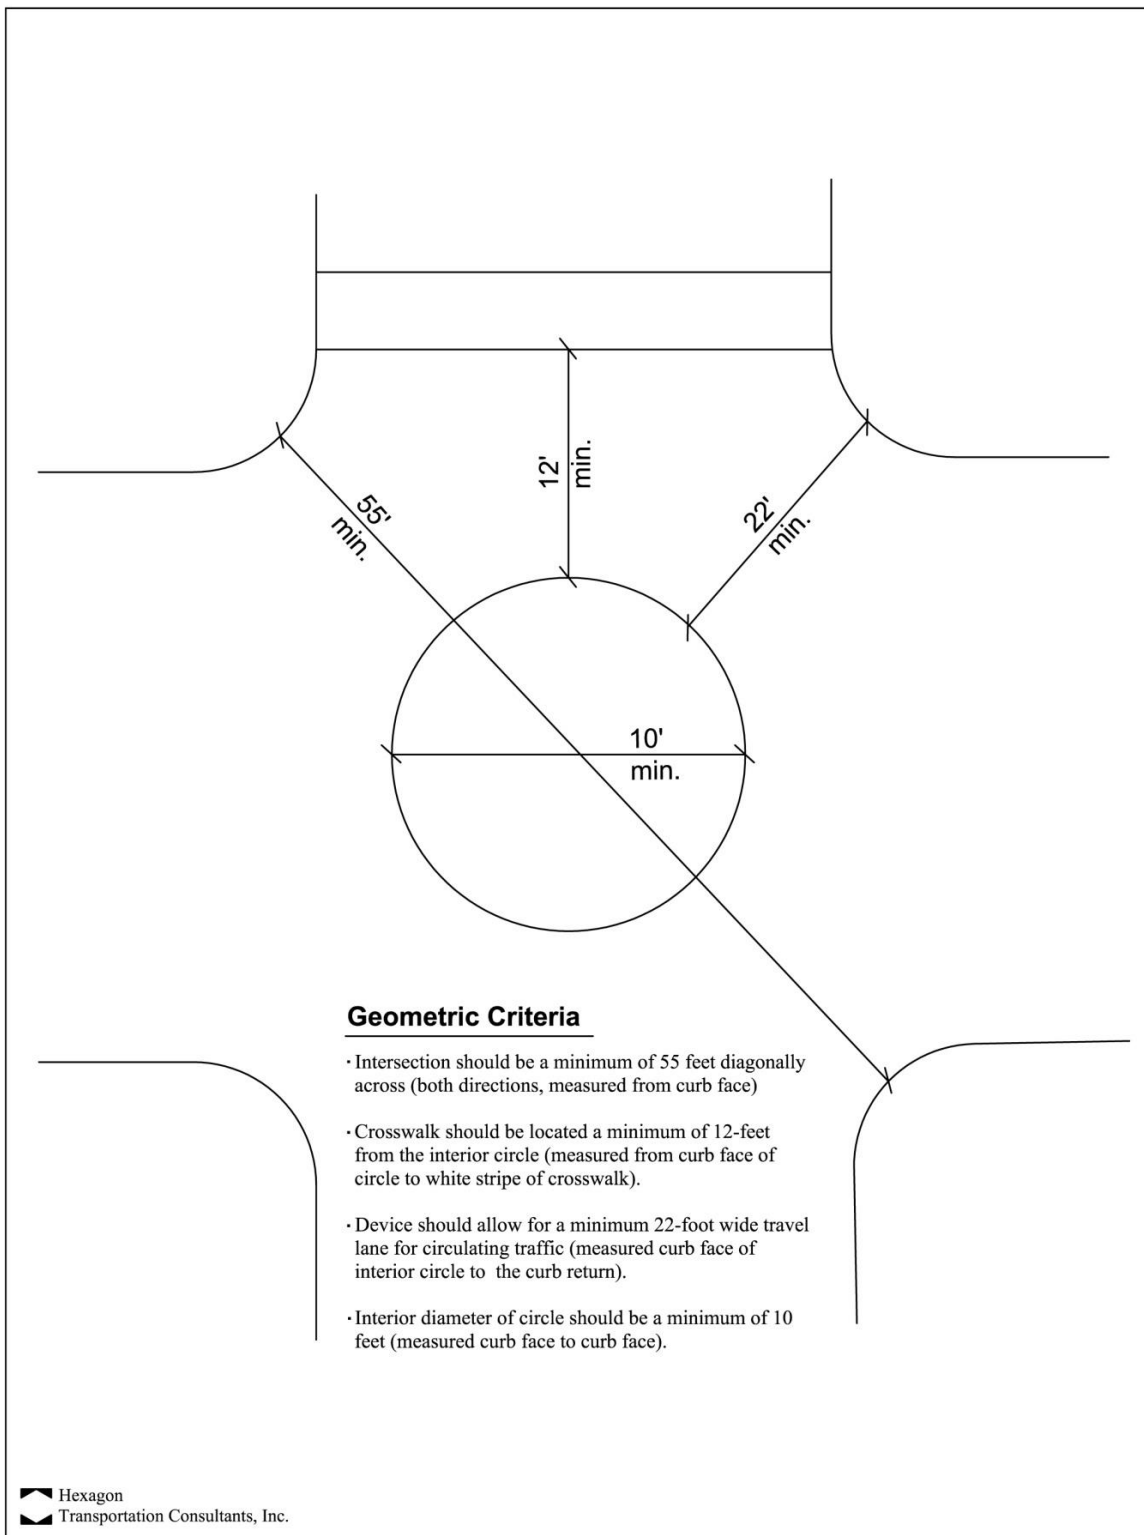 12'
min.
55'
min.
22'
min.
10'
min.
Geometric Criteria
· Intersection should be a minimum of 55 feet diagonally
across (both directions, measured from curb face)
· Crosswalk should be located a minimum of 12-feet
from the interior circle (measured from curb face of
circle to white stripe of crosswalk).
· Device should allow for a minimum 22-foot wide travel
lane for circulating traffic (measured curb face of
interior circle to the curb return).
· Interior diameter of circle should be a minimum of 10
feet (measured curb face to curb face).
Hexagon
Transportation Consultants, Inc.